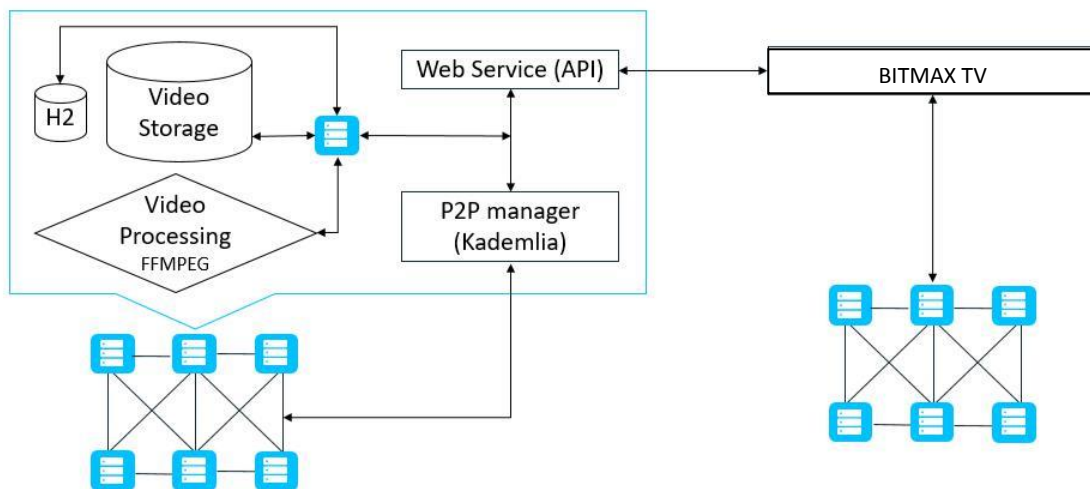 H2
Video
Storage
Web Service (API)
BITMAX TV
Video
Processing
FFMPEG
P2P manager
(Kademlia)